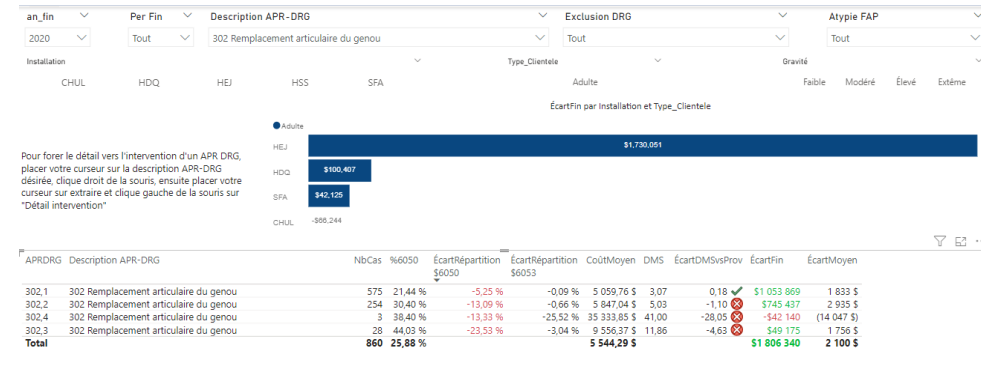 an_fin Per Fin Description APR-DRG Exclusion DRG Atypie FAP
2020 Tout 302 Remplacement articulaire du genou Tout Tout
Installation Type_Clientele Gravité
CHUL HDQ HEJ HSS SFA Adulte Faible Modéré Élevé Extême
ÉcartFin par Installation et Type_Clientele
Adulte
HEJ $1,730,051
HDQ $100,407
SFA $42,125
CHUL -$66,244
Pour forer le détail vers l'intervention d'un APR DRG,
placer votre curseur sur la description APR-DRG
désirée, clique droit de la souris, ensuite placer votre
curseur sur extraire et clique gauche de la souris sur
"Détail intervention"
APRDRG Description APR-DRG NbCas %6050 ÉcartRépartition ÉcartRépartition CoûtMoyen DMS ÉcartDMSvsProv ÉcartFin ÉcartMoyen
$6050 $6053
302,1 302 Remplacement articulaire du genou 575 21,44 % -5,25 % -0,09 % 5 059,76 $ 3,07 0,18 $1 053 869 1 833 $
302,2 302 Remplacement articulaire du genou 254 30,40 % -13,09 % -0,66 % 5 847,04 $ 5,03 -1,10 $745 437 2 935 $
302,4 302 Remplacement articulaire du genou 3 38,40 % -13,33 % -25,52 % 35 333,85 $ 41,00 -28,05 -$42 140 (14 047 $)
302,3 302 Remplacement articulaire du genou 28 44,03 % -23,53 % -3,04 % 9 556,37 $ 11,86 -4,63 $49 175 1 756 $
Total 860 25,88 % 5 544,29 $ $1 806 340 2 100 $